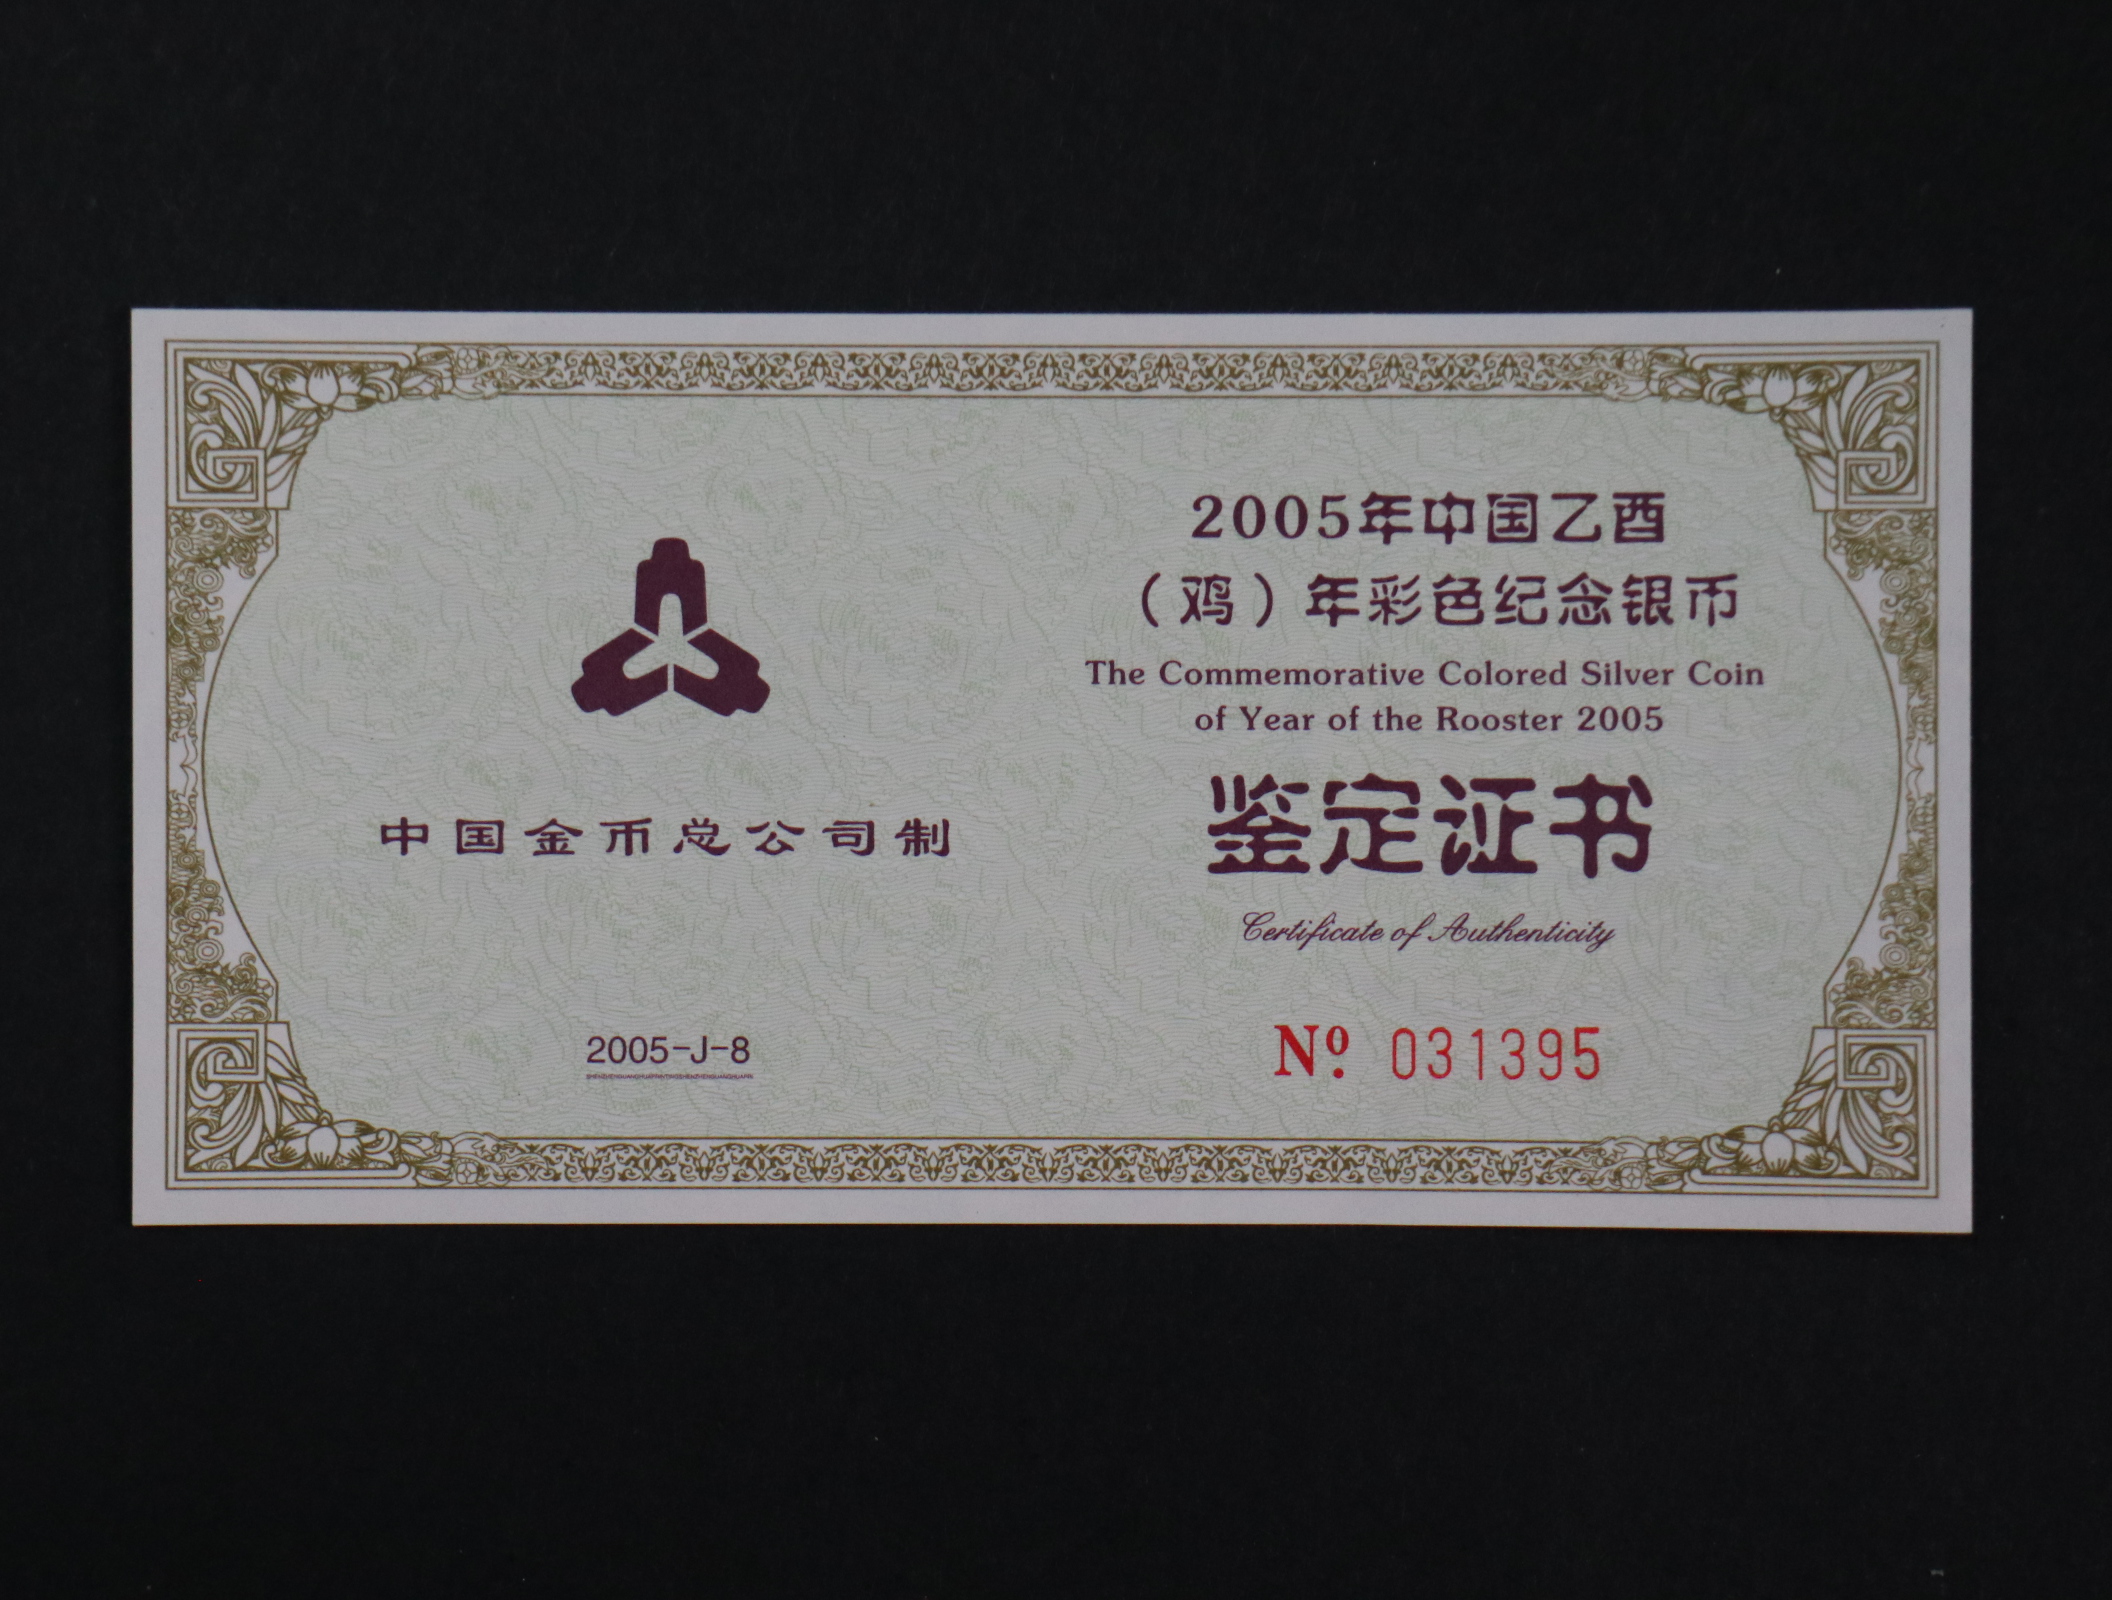 中国金币总公司制
2005-J-8
2005年中国乙酉
（鸡）年彩色纪念银币
The Commemorative Colored Silver Coin
of Year of the Rooster 2005
鉴定证书
Certificate of Authenticity
Nº. 031395